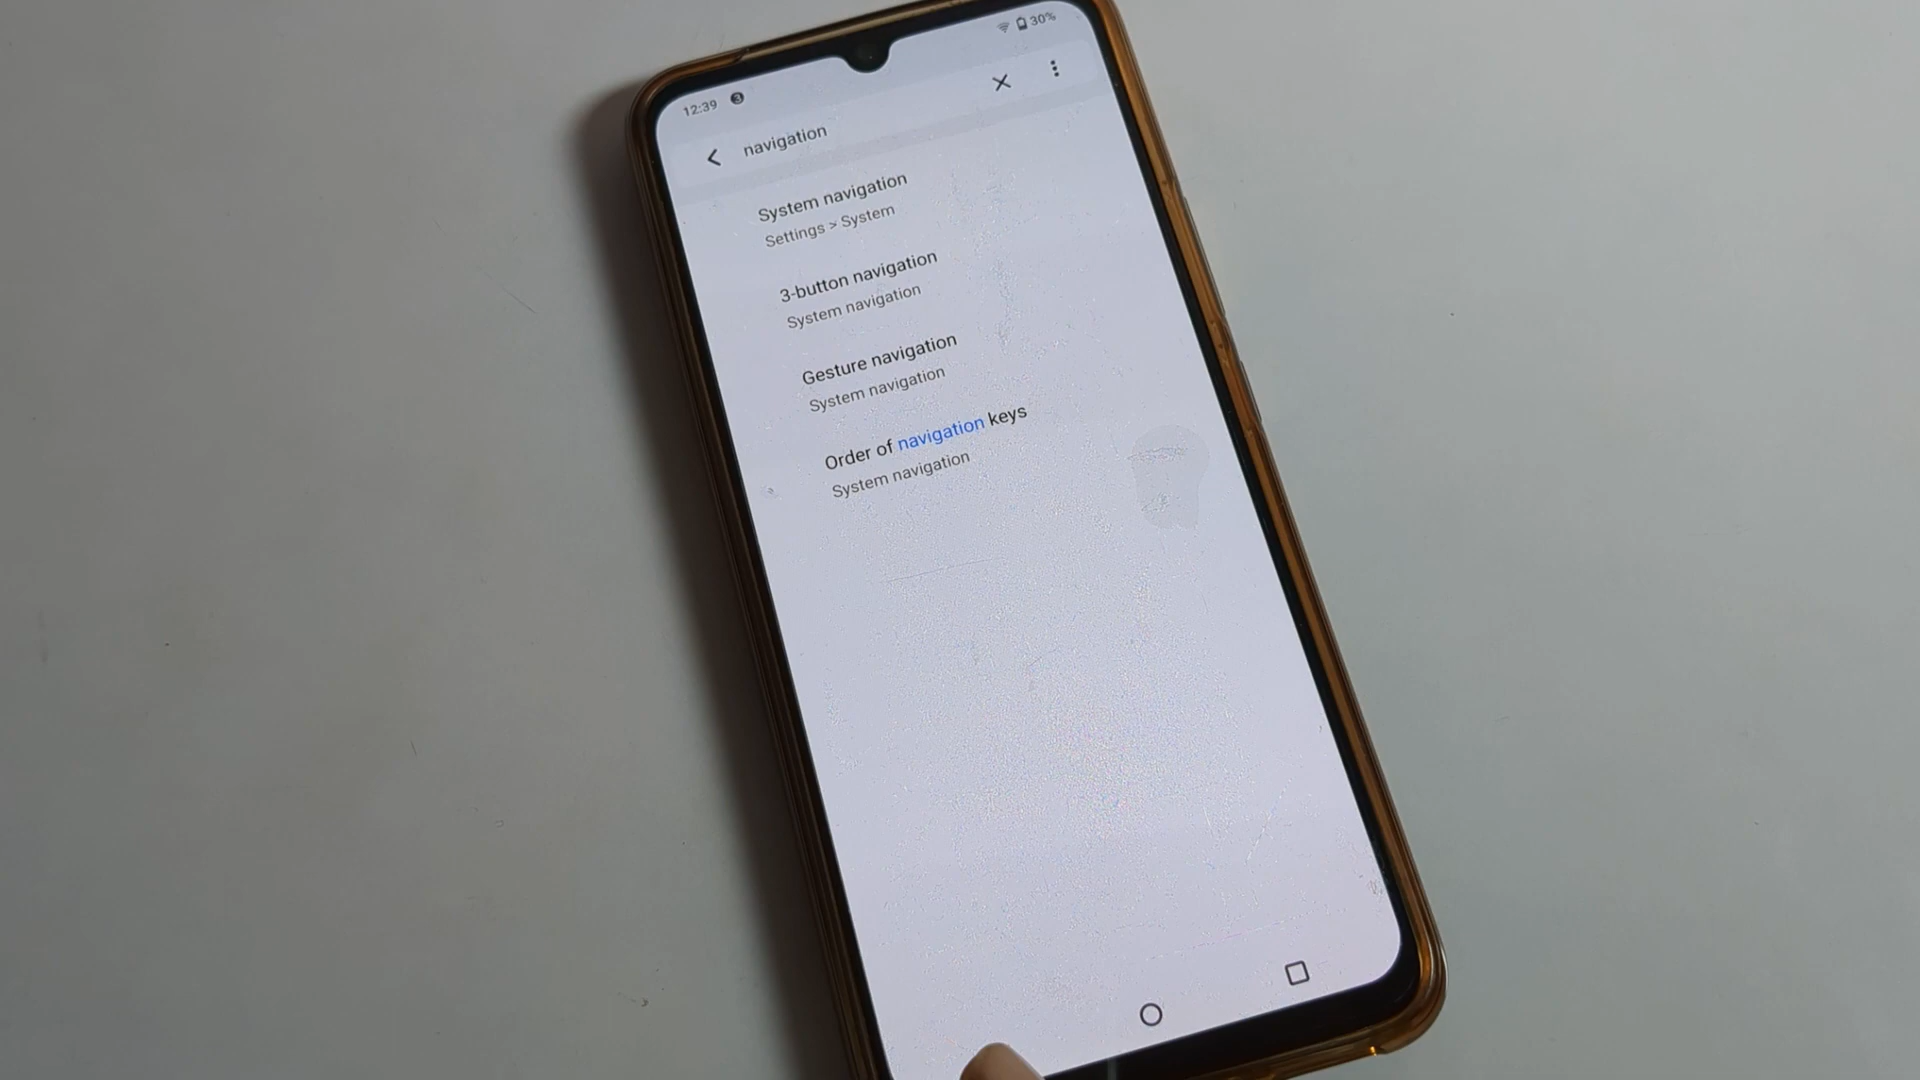 12:39 3 30%
navigation
System navigation
Settings > System
3-button navigation
System navigation
Gesture navigation
System navigation
Order of navigation keys
System navigation